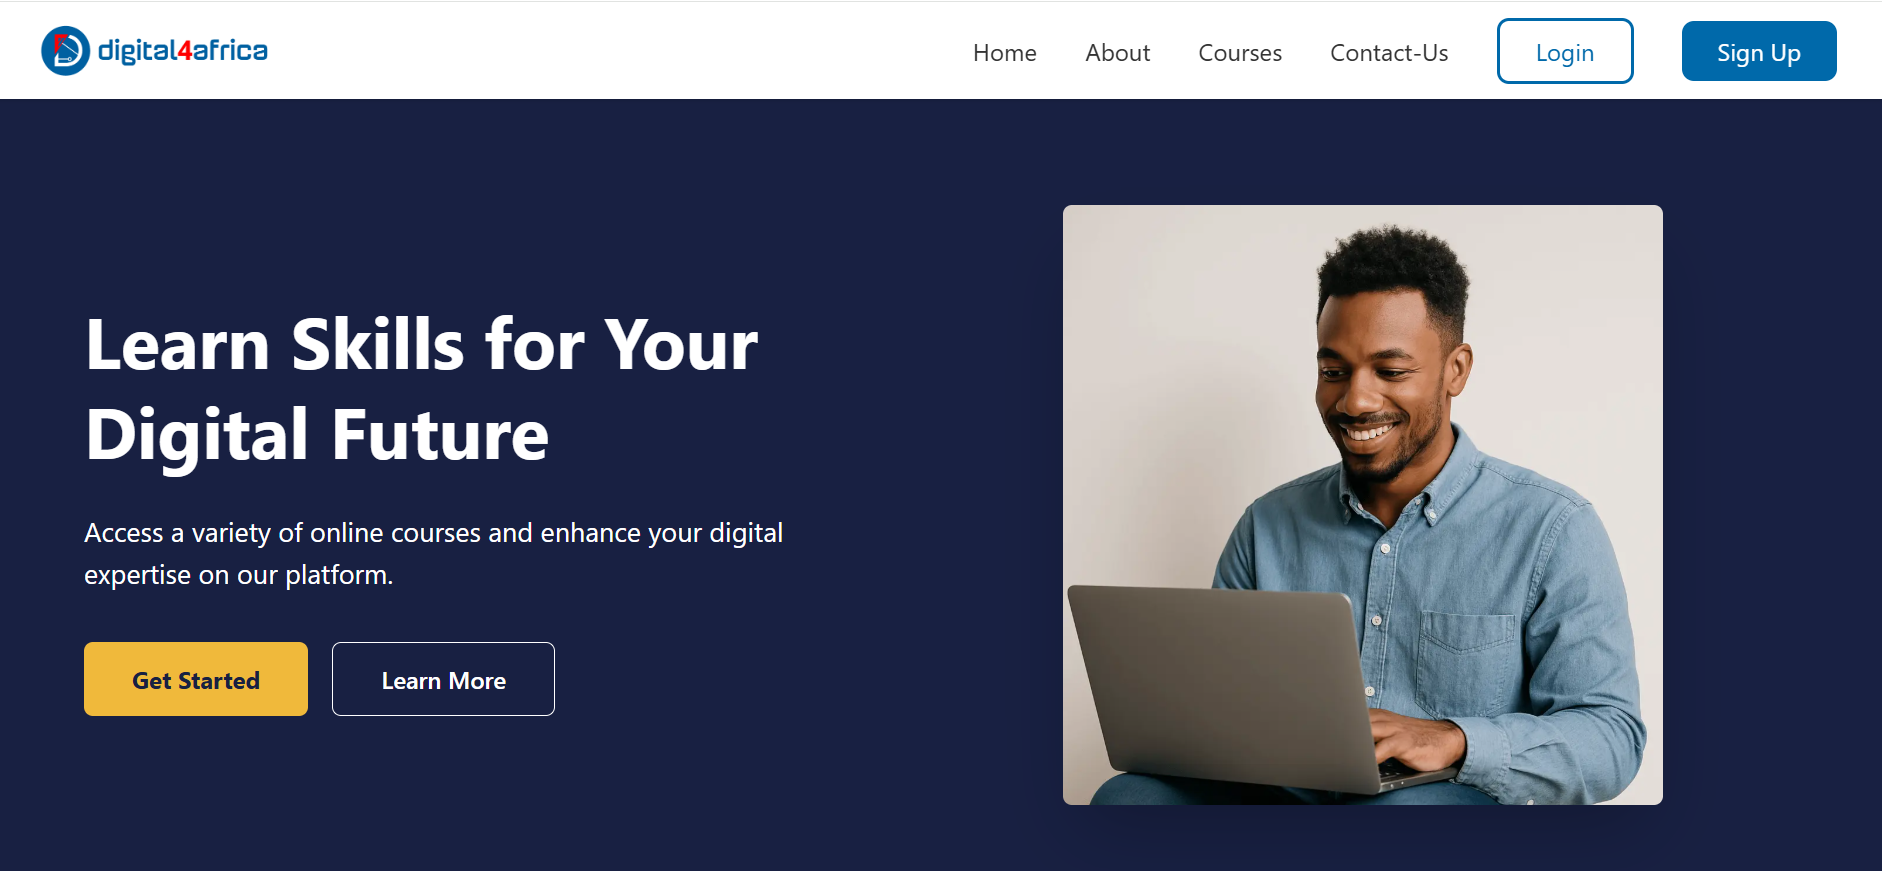 digital4africa
Home
About
Courses
Contact-Us
Login
Sign Up
Learn Skills for Your
Digital Future
Access a variety of online courses and enhance your digital
expertise on our platform.
Get Started
Learn More